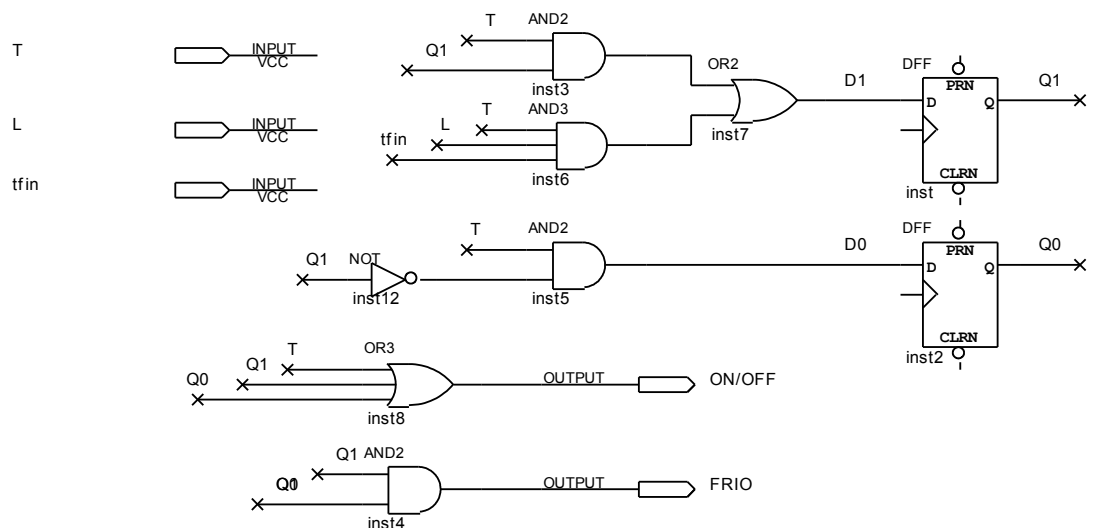 T INPUT VCC
L INPUT VCC
tfin INPUT VCC
T AND2
Q1
inst3
OR2
inst7
AND3
T
L
tfin
inst6
D1
DFF
PRN
D Q
CLRN
inst
Q1
T AND2
Q1 NOT
inst12
inst5
D0
DFF
PRN
D Q
CLRN
inst2
Q0
T OR3
Q1
Q0
inst8
OUTPUT ON/OFF
Q1 AND2
inst4
OUTPUT FRIO